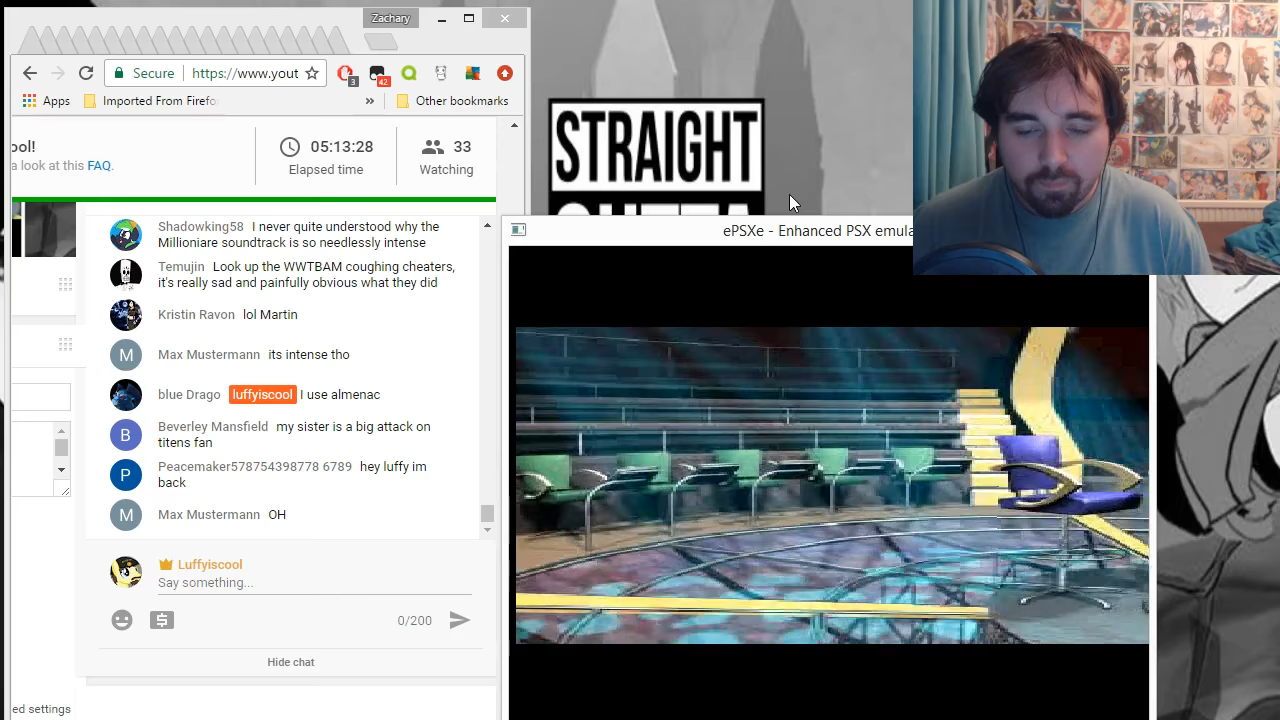 Zachary
Secure https://www.yout
3
42
Apps
Imported From Firefo
»
Other bookmarks
ool!
a look at this FAQ.
05:13:28
Elapsed time
33
Watching
STRAIGHT
ePSXe - Enhanced PSX emula
Shadowking58 I never quite understood why the
Millioniare soundtrack is so needlessly intense
Temujin Look up the WWTBAM coughing cheaters,
it's really sad and painfully obvious what they did
Kristin Ravon lol Martin
M
Max Mustermann its intense tho
blue Drago luffyiscool I use almenac
B
Beverley Mansfield my sister is a big attack on
titens fan
P
Peacemaker578754398778 6789 hey luffy im
back
M
Max Mustermann OH
Luffyiscool
Say something...
$
0/200
Hide chat
ed settings